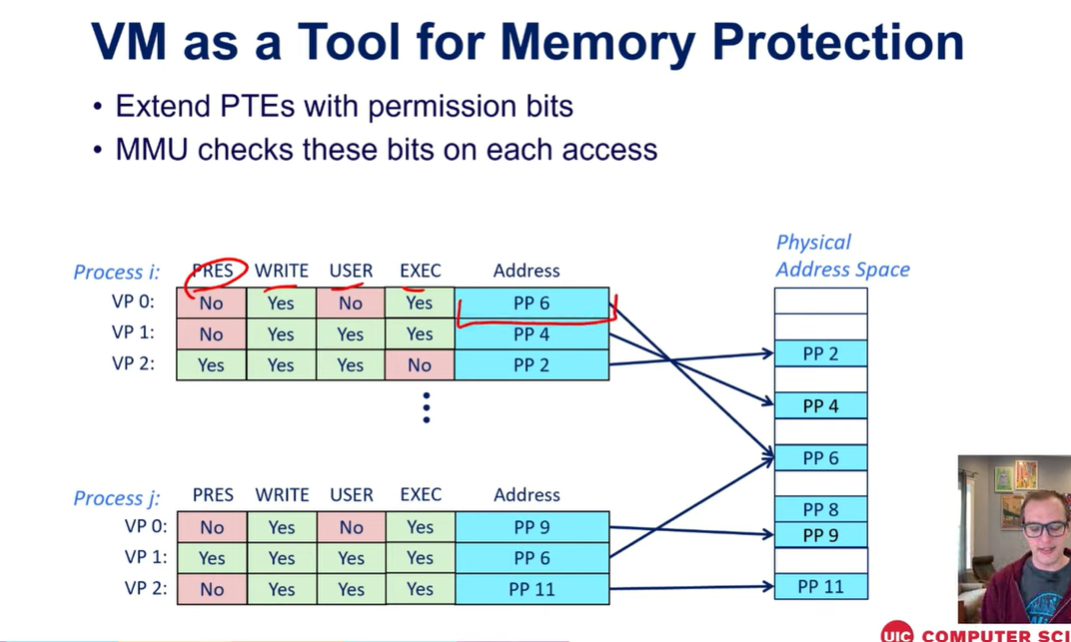 VM as a Tool for Memory Protection
• Extend PTEs with permission bits
• MMU checks these bits on each access
Physical
Address Space
Process i: PRES WRITE USER EXEC Address
VP 0: No Yes No Yes PP 6
VP 1: No Yes Yes Yes PP 4
VP 2: Yes Yes Yes No PP 2
PP 2
PP 4
PP 6
PP 8
PP 9
PP 11
Process j: PRES WRITE USER EXEC Address
VP 0: No Yes No Yes PP 9
VP 1: Yes Yes Yes Yes PP 6
VP 2: No Yes Yes Yes PP 11
UIC COMPUTER SCI